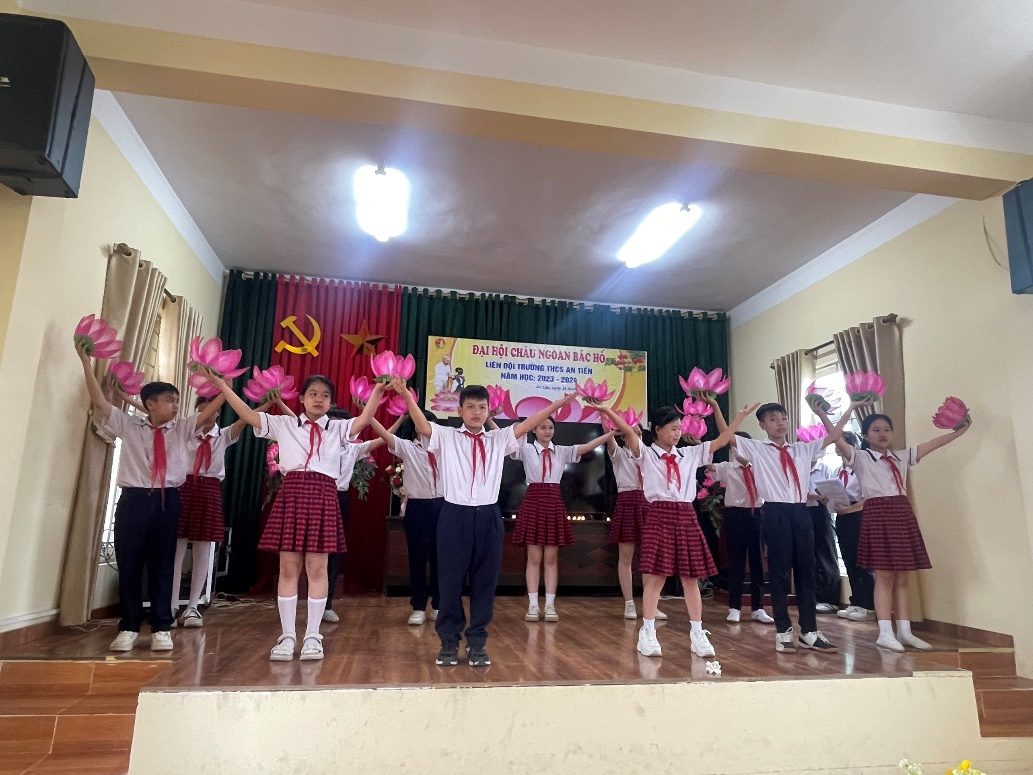 ĐẠI HỘI CHÁU NGOAN BÁC HỒ
LIÊN ĐỘI TRƯỜNG THCS AN TIẾN
NĂM HỌC: 2023 - 2024